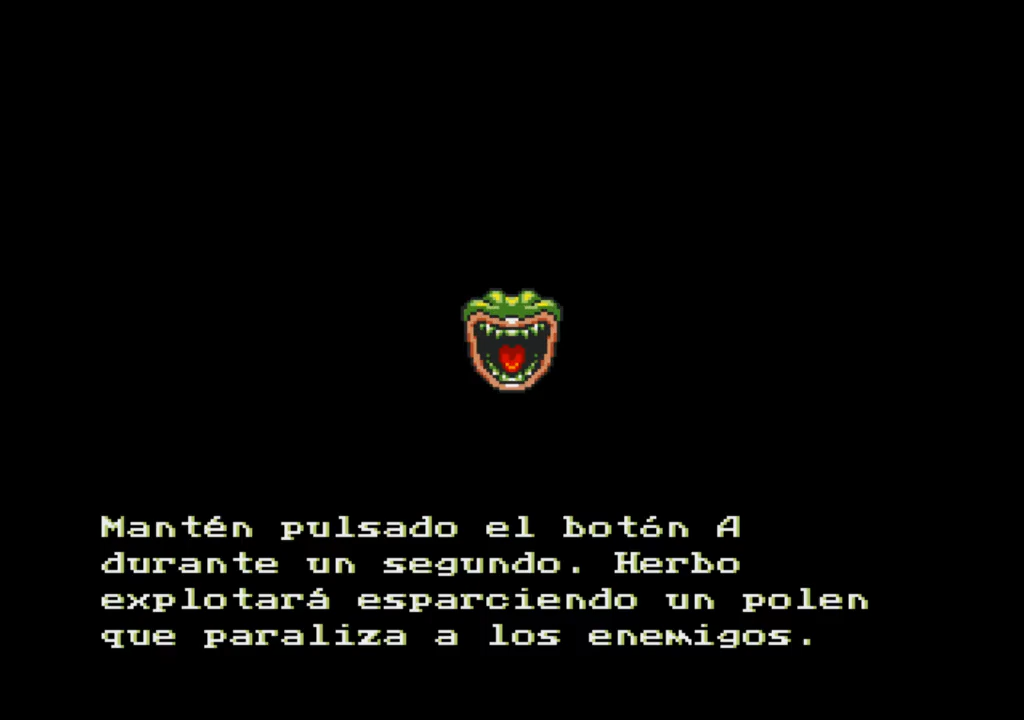 Mantén pulsado el botón A
durante un segundo. Herbo
explotará esparciendo un polen
que paraliza a los enemigos.